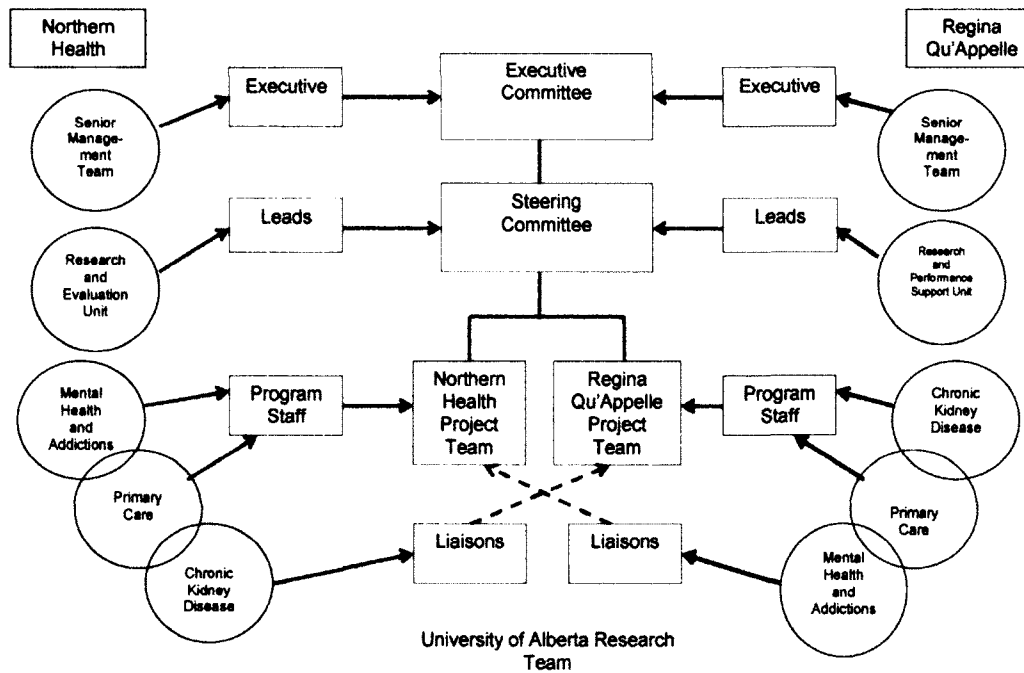 Northern
Health
Regina
Qu'Appelle
Executive
Executive
Committee
Executive
Senior
Manage-
ment
Team
Senior
Manage-
ment
Team
Leads
Steering
Committee
Leads
Research
and
Evaluation
Unit
Research
and
Performance
Support Unit
Mental
Health
and
Addictions
Program
Staff
Northern
Health
Project
Team
Regina
Qu'Appelle
Project
Team
Program
Staff
Chronic
Kidney
Disease
Primary
Care
Primary
Care
Liaisons
Liaisons
Chronic
Kidney
Disease
Mental
Health
and
Addictions
University of Alberta Research
Team